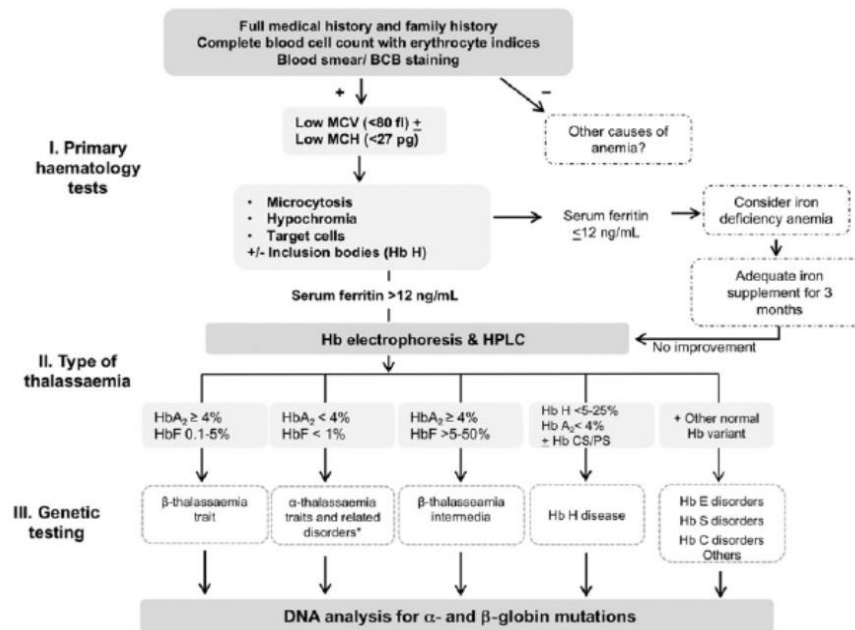 Full medical history and family history
Complete blood cell count with erythrocyte indices
Blood smear/ BCB staining
+
−
I. Primary
haematology
tests
Low MCV (<80 fl) ±
Low MCH (<27 pg)
Other causes of
anemia?
• Microcytosis
• Hypochromia
• Target cells
+/- Inclusion bodies (Hb H)
Serum ferritin
≤12 ng/mL
Consider iron
deficiency anemia
Adequate iron
supplement for 3
months
Serum ferritin >12 ng/mL
Hb electrophoresis & HPLC
No improvement
II. Type of
thalassaemia
HbA₂ ≥ 4%
HbF 0.1-5%
HbA₂ < 4%
HbF < 1%
HbA₂ ≥ 4%
HbF >5-50%
Hb H <5-25%
Hb A₂< 4%
± Hb CS/PS
+ Other normal
Hb variant
III. Genetic
testing
β-thalassaemia
trait
α-thalassaemia
traits and related
disorders*
β-thalasseamia
intermedia
Hb H disease
Hb E disorders
Hb S disorders
Hb C disorders
Others
DNA analysis for α- and β-globin mutations